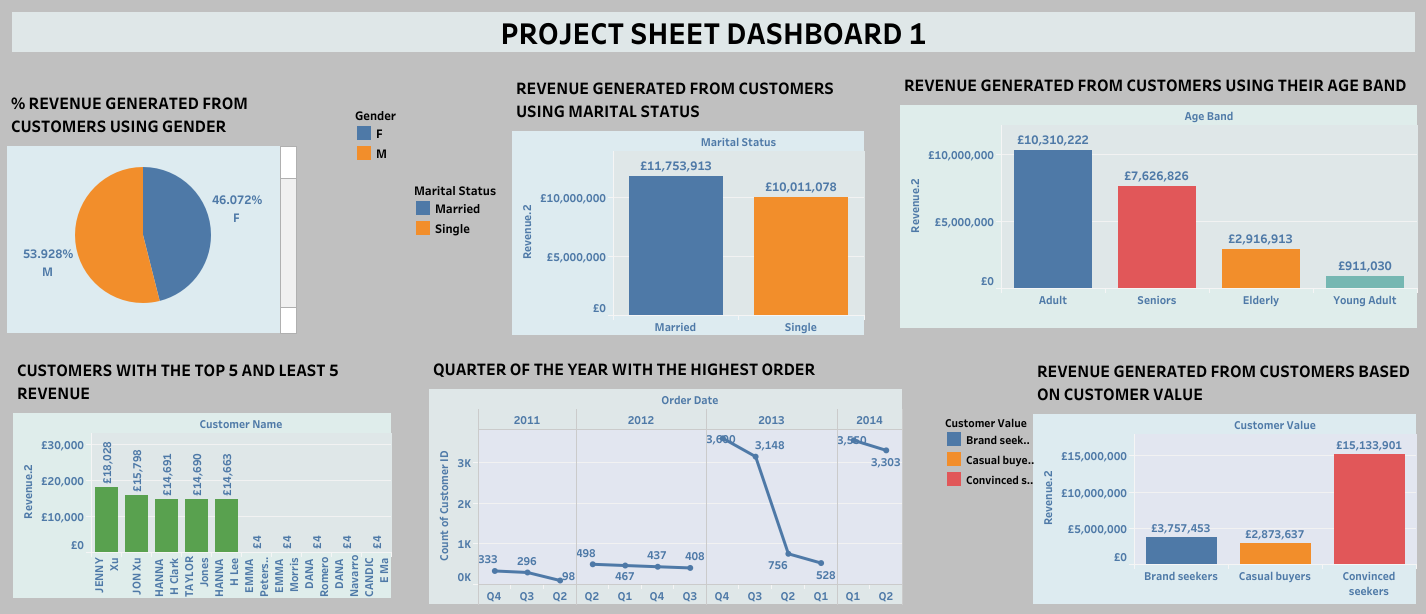 PROJECT SHEET DASHBOARD 1
% REVENUE GENERATED FROM
CUSTOMERS USING GENDER
46.072%
F
53.928%
M
Gender
F
M
Marital Status
Married
Single
REVENUE GENERATED FROM CUSTOMERS
USING MARITAL STATUS
Marital Status
Revenue.2
£10,000,000
£5,000,000
£0
£11,753,913
£10,011,078
Married
Single
REVENUE GENERATED FROM CUSTOMERS USING THEIR AGE BAND
Age Band
Revenue.2
£10,000,000
£5,000,000
£0
£10,310,222
£7,626,826
£2,916,913
£911,030
Adult
Seniors
Elderly
Young Adult
CUSTOMERS WITH THE TOP 5 AND LEAST 5
REVENUE
Customer Name
Revenue.2
£30,000
£20,000
£10,000
£0
£18,028
£15,798
£14,691
£14,690
£14,663
£4
£4
£4
£4
£4
JENNY
Xu
JON Xu
HANNA
H Clark
TAYLOR
Jones
HANNA
H Lee
EMMA
Peters..
EMMA
Morris
DANA
Romero
DANA
Navarro
CANDIC
E Ma
QUARTER OF THE YEAR WITH THE HIGHEST ORDER
Order Date
2011
2012
2013
2014
Count of Customer ID
3K
2K
1K
0K
333
296
98
498
467
437
408
3,148
756
528
3,303
Q4
Q3
Q2
Q2
Q1
Q4
Q3
Q4
Q3
Q2
Q1
Q1
Q2
Customer Value
Brand seek..
Casual buye..
Convinced s..
REVENUE GENERATED FROM CUSTOMERS BASED
ON CUSTOMER VALUE
Customer Value
Revenue.2
£15,000,000
£10,000,000
£5,000,000
£0
£3,757,453
£2,873,637
£15,133,901
Brand seekers
Casual buyers
Convinced
seekers